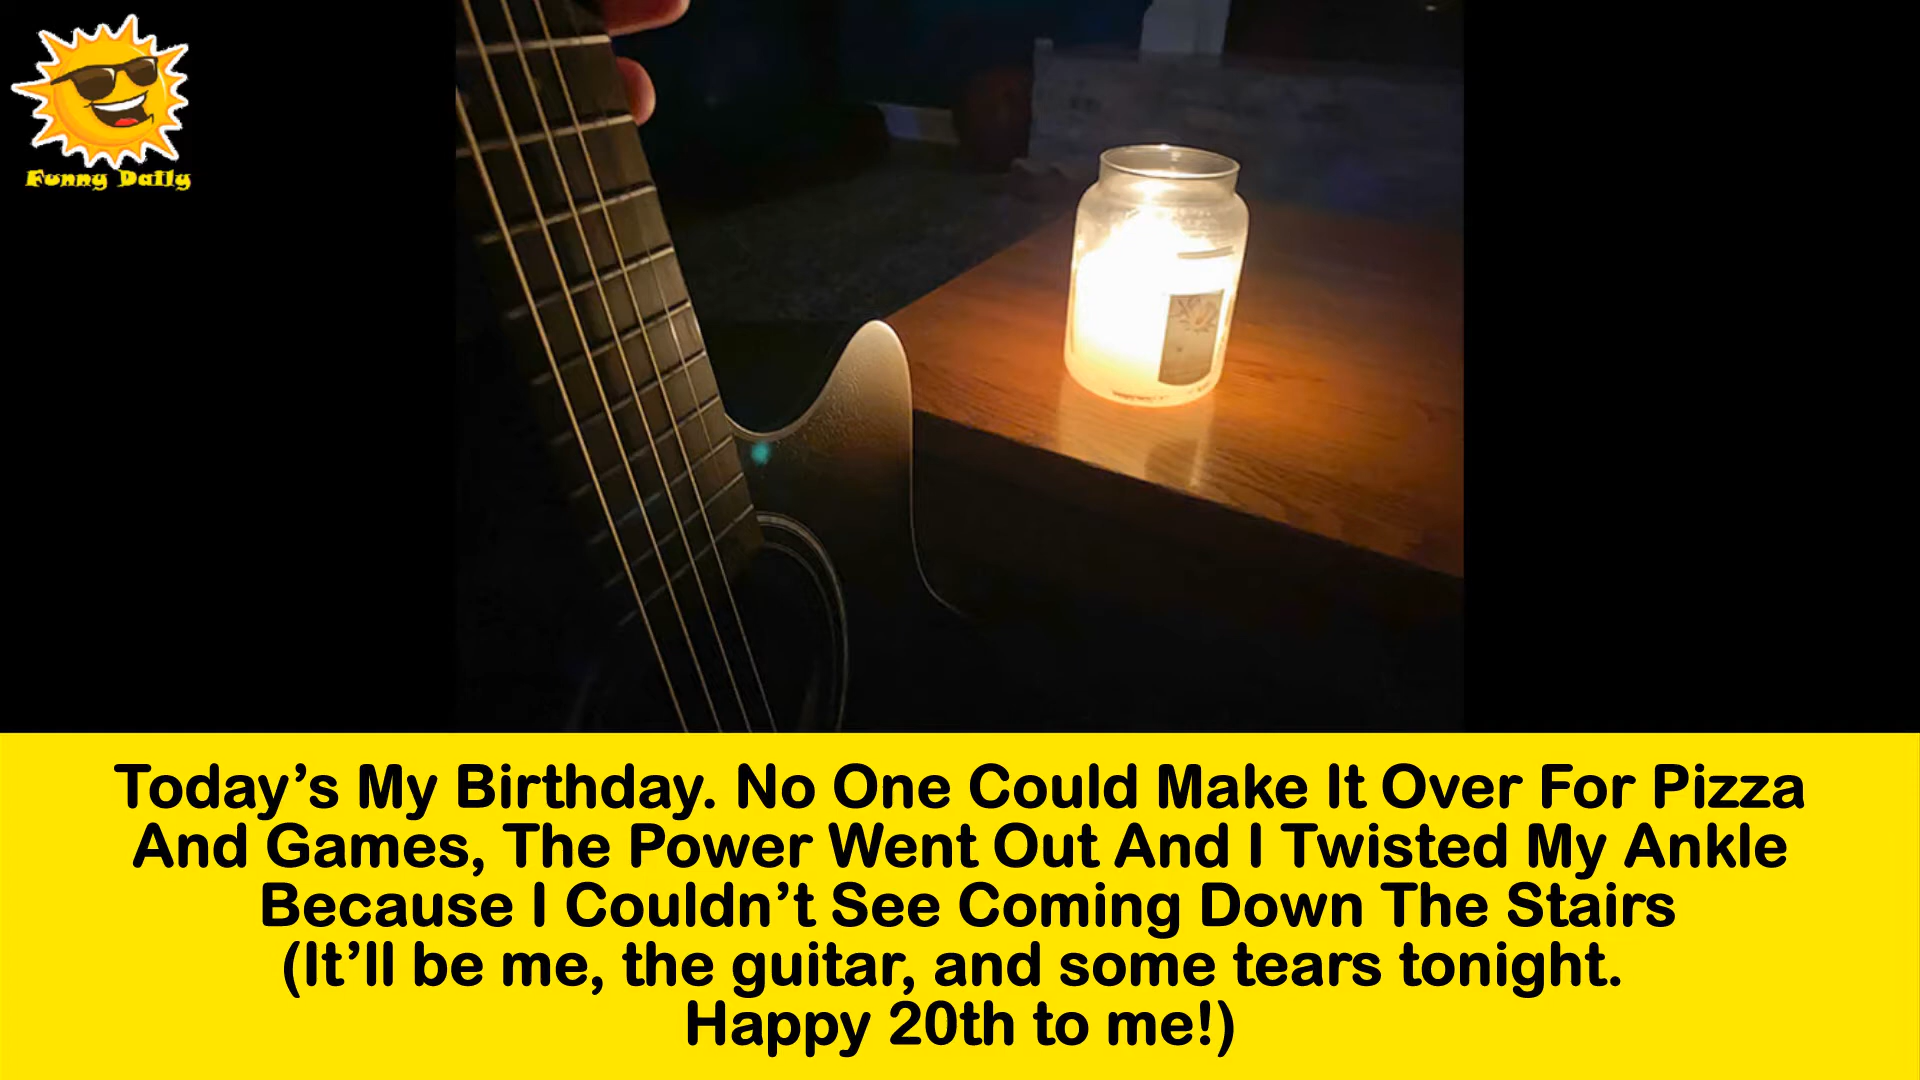 Funny Daily
Today’s My Birthday. No One Could Make It Over For Pizza
And Games, The Power Went Out And I Twisted My Ankle
Because I Couldn’t See Coming Down The Stairs
(It’ll be me, the guitar, and some tears tonight.
Happy 20th to me!)